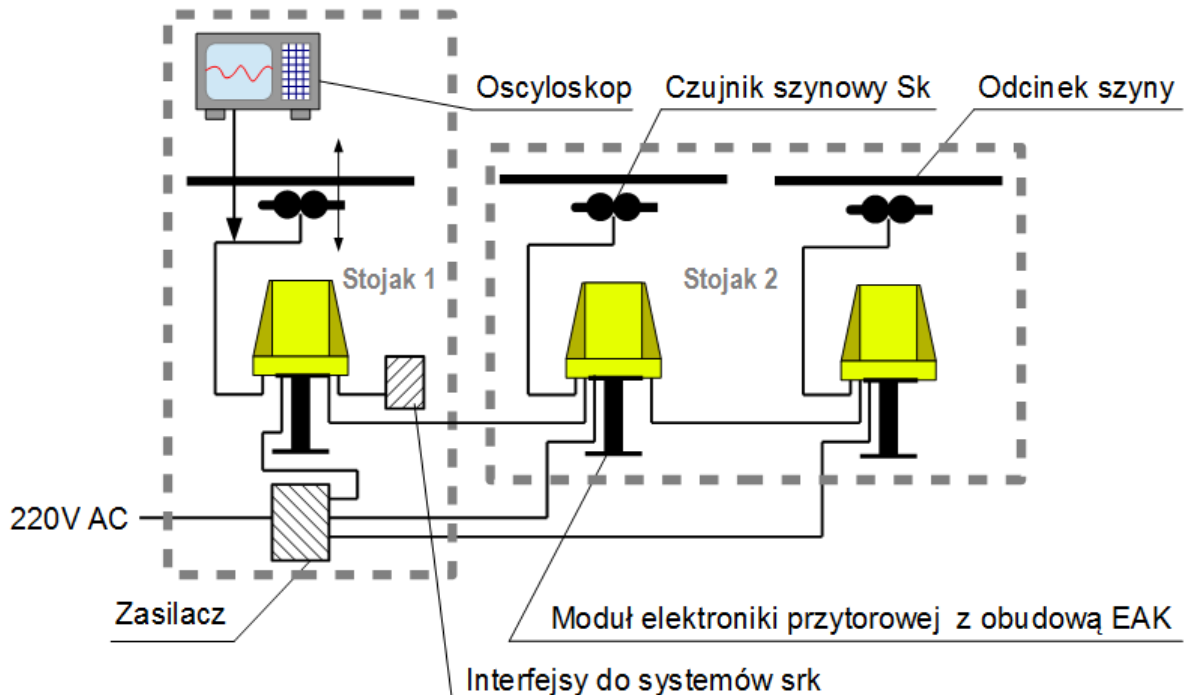 Oscyloskop
Czujnik szynowy Sk
Odcinek szyny
Stojak 1
Stojak 2
220V AC
Zasilacz
Moduł elektroniki przytorowej z obudową EAK
Interfejsy do systemów srk